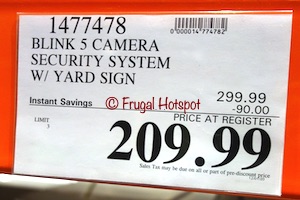 1477478
0000014774782
BLINK 5 CAMERA
SECURITY SYSTEM
W/ YARD SIGN
299.99
Instant Savings
-90.00
© Frugal Hotspot
PRICE AT REGISTER
LIMIT
209.99
Sales Tax may be due on all or part of pre-discount price